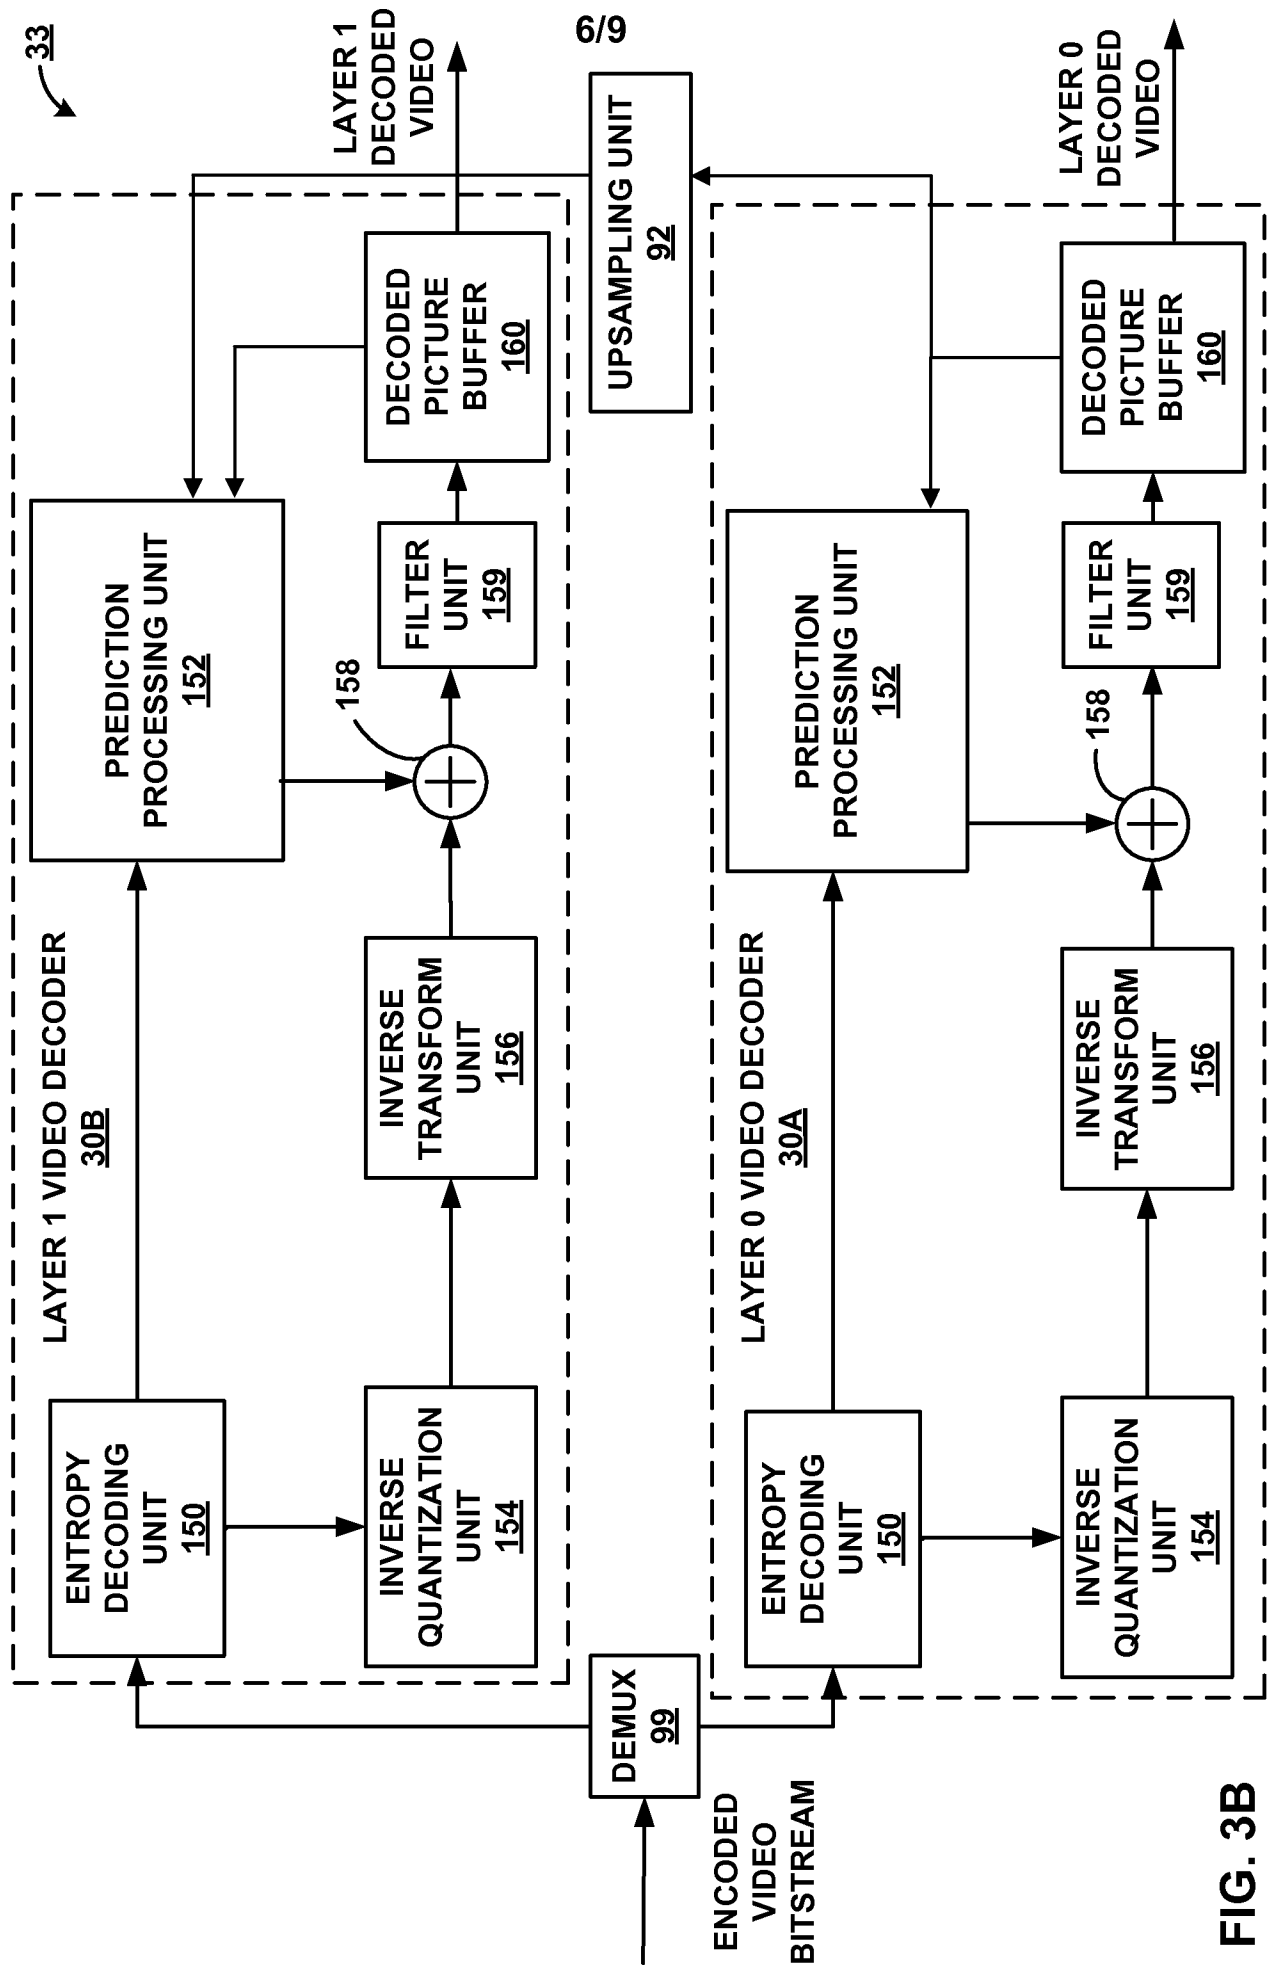 6/9
33
LAYER 1 VIDEO DECODER
30B
ENTROPY
DECODING
UNIT
150
PREDICTION
PROCESSING UNIT
152
INVERSE
QUANTIZATION
UNIT
154
INVERSE
TRANSFORM
UNIT
156
158
FILTER
UNIT
159
DECODED
PICTURE
BUFFER
160
LAYER 1
DECODED
VIDEO
DEMUX
99
UPSAMPLING UNIT
92
ENCODED
VIDEO
BITSTREAM
LAYER 0 VIDEO DECODER
30A
ENTROPY
DECODING
UNIT
150
PREDICTION
PROCESSING UNIT
152
INVERSE
QUANTIZATION
UNIT
154
INVERSE
TRANSFORM
UNIT
156
158
FILTER
UNIT
159
DECODED
PICTURE
BUFFER
160
LAYER 0
DECODED
VIDEO
FIG. 3B